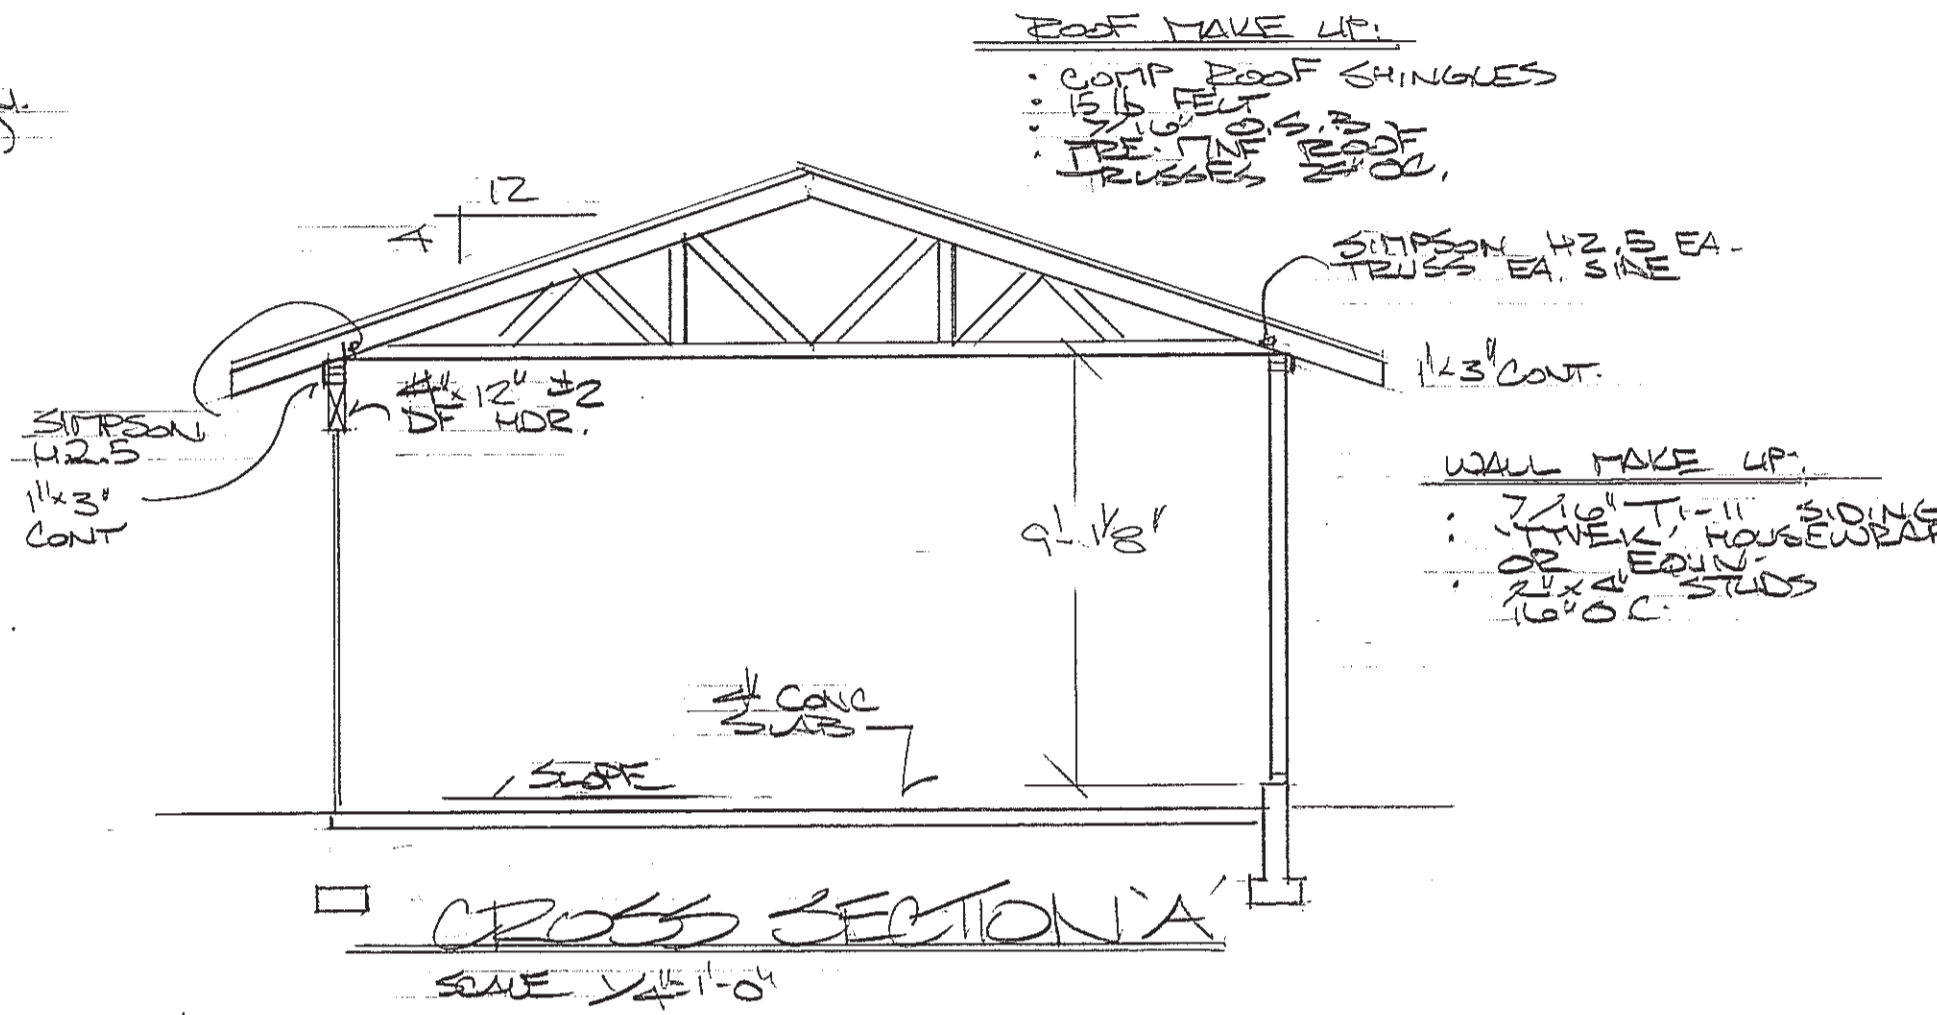 ROOF MAKE UP:
• COMP ROOF SHINGLES
• 15 lb FELT
• 7/16" O.S.B
• PRE-MNF ROOF
TRUSSES 24" OC.
12
4
SIMPSON H2.5 EA.
TRUSS EA. SIDE
1"x3" CONT.
4"x12" #2
DF HDR.
SIMPSON
H2.5
1"x3"
CONT
WALL MAKE UP:
• 7/16" T1-11 SIDING
• 'TYVEK' HOUSEWRAP
OR EQUIV.
• 2"x4" STUDS
16" O C.
9'-1 1/8"
4" CONC
SLAB
SLOPE
CROSS SECTION 'A'
SCALE 1/4"=1'-0"